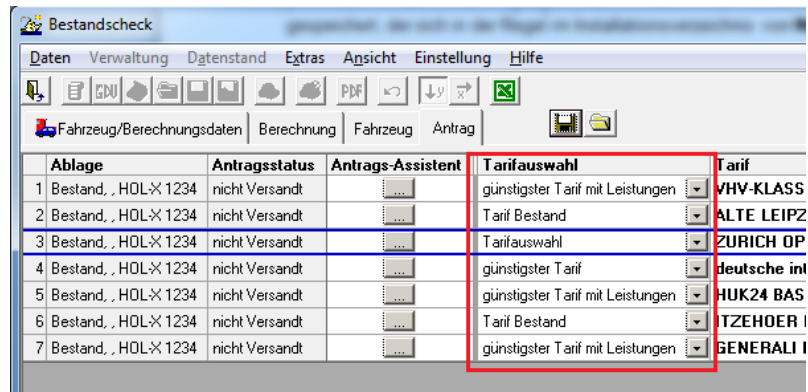 Bestandscheck
Daten Verwaltung Datenstand Extras Ansicht Einstellung Hilfe
GDV PDF
Fahrzeug/Berechnungsdaten Berechnung Fahrzeug Antrag
Ablage Antragsstatus Antrags-Assistent Tarifauswahl Tarif
1 Bestand, , HOL-X 1234 nicht Versandt ... günstigster Tarif mit Leistungen VHV-KLASS
2 Bestand, , HOL-X 1234 nicht Versandt ... Tarif Bestand ALTE LEIPZ
3 Bestand, , HOL-X 1234 nicht Versandt ... Tarifauswahl ZURICH OP
4 Bestand, , HOL-X 1234 nicht Versandt ... günstigster Tarif deutsche int
5 Bestand, , HOL-X 1234 nicht Versandt ... günstigster Tarif mit Leistungen HUK24 BAS
6 Bestand, , HOL-X 1234 nicht Versandt ... Tarif Bestand ITZEHOER
7 Bestand, , HOL-X 1234 nicht Versandt ... günstigster Tarif mit Leistungen GENERALI